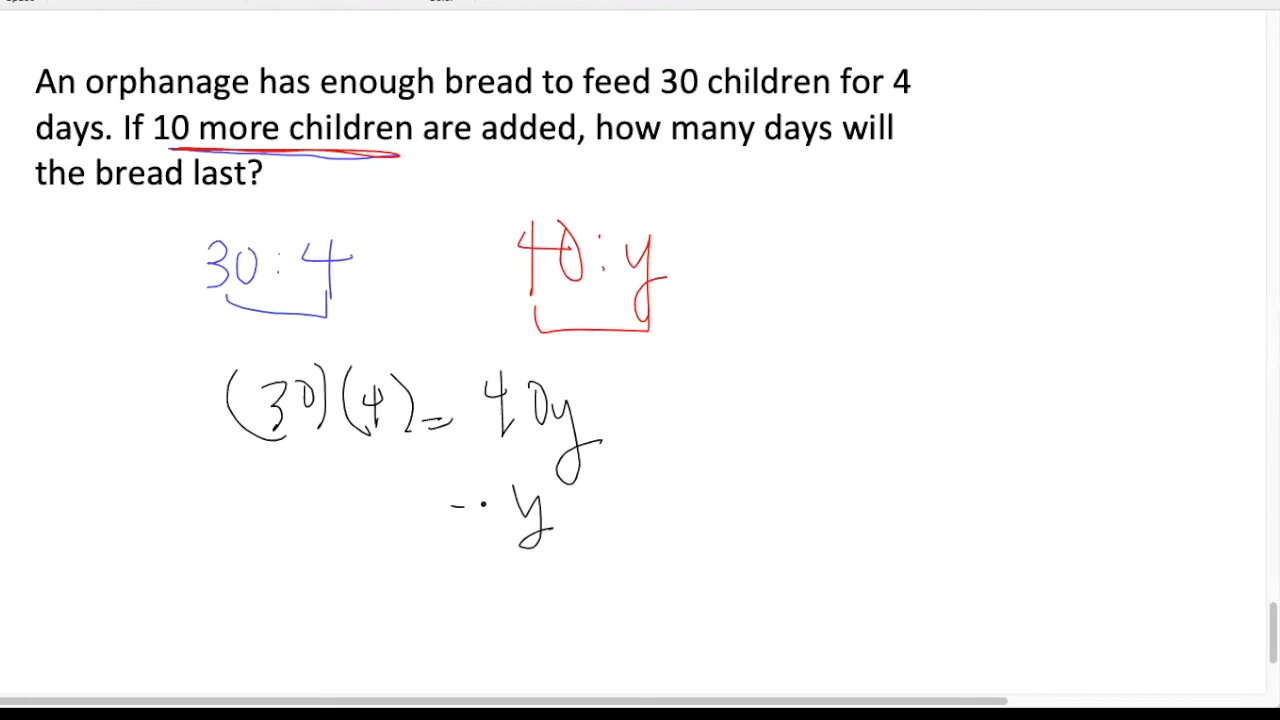 An orphanage has enough bread to feed 30 children for 4
days. If 10 more children are added, how many days will
the bread last?
30 : 4 40 : y
(30)(4) = 40y
y